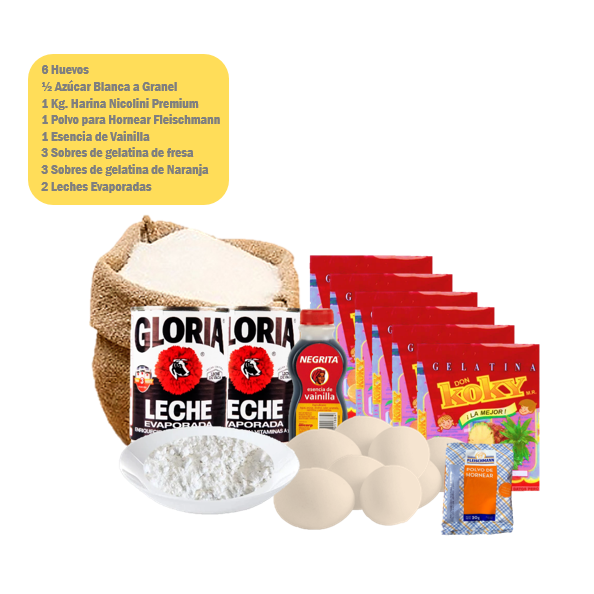 6 Huevos
½ Azúcar Blanca a Granel
1 Kg. Harina Nicolini Premium
1 Polvo para Hornear Fleischmann
1 Esencia de Vainilla
3 Sobres de gelatina de fresa
3 Sobres de gelatina de Naranja
2 Leches Evaporadas
GLORIA
LECHE
EVAPORADA
GLORIA
LECHE
EVAPORADA
NEGRITA
esencia de
vainilla
GELATINA
DON
koky M.R.
¡LA MEJOR!
FLEISCHMANN
POLVO DE
HORNEAR